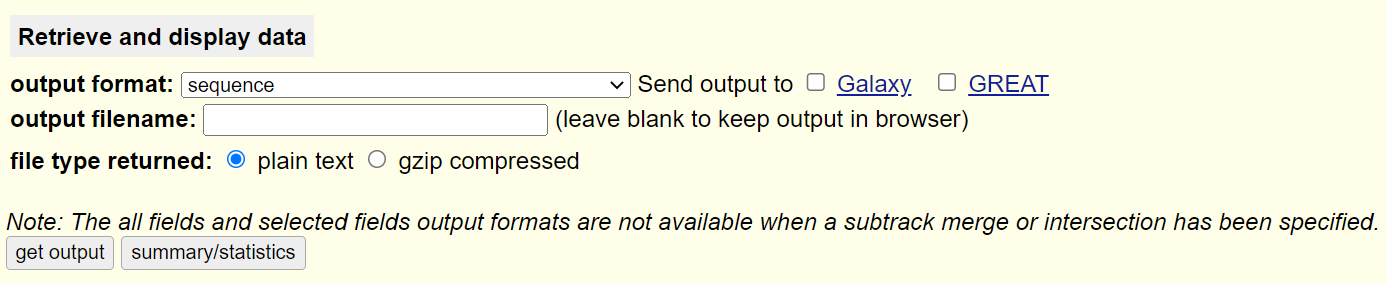 Retrieve and display data
output format: sequence Send output to Galaxy GREAT
output filename: (leave blank to keep output in browser)
file type returned: plain text gzip compressed
Note: The all fields and selected fields output formats are not available when a subtrack merge or intersection has been specified.
get output summary/statistics